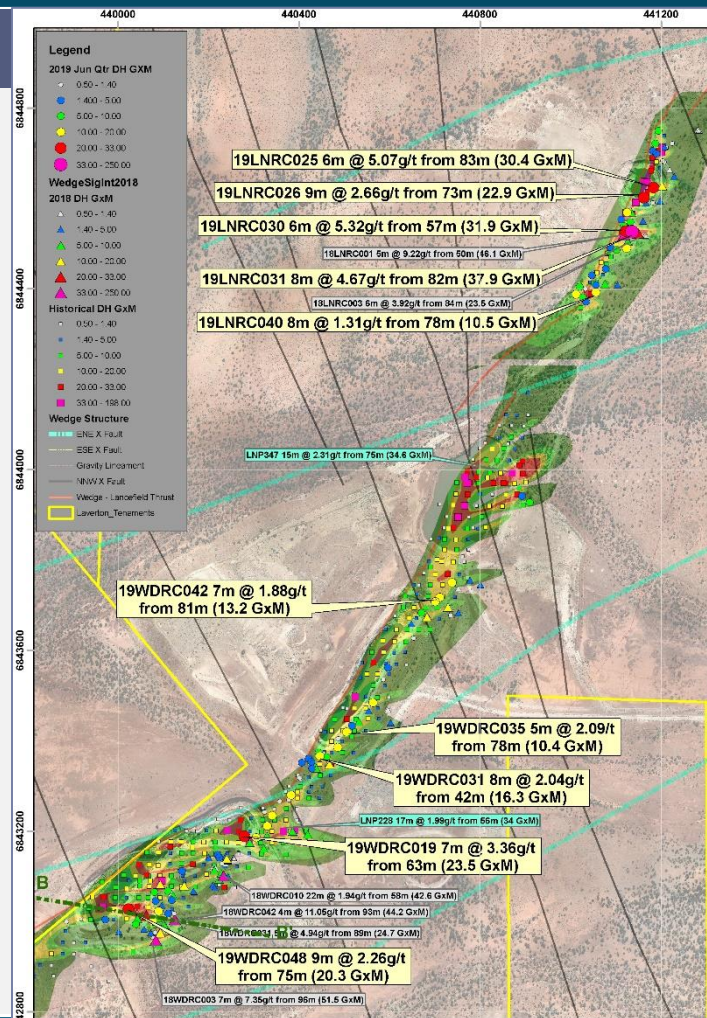 440000 440400 440800 441200
6844800
6844400
6844000
6843600
6843200
42800
Legend
2019 Jun Qtr DH GXM
0.50 - 1.40
1.400 - 5.00
5.00 - 10.00
10.00 - 20.00
20.00 - 33.00
33.00 - 250.00
WedgeSigInt2018
2018 DH GxM
0.50 - 1.40
1.40 - 5.00
5.00 - 10.00
10.00 - 20.00
20.00 - 33.00
33.00 - 250.00
Historical DH GxM
0.50 - 1.40
1.40 - 5.00
5.00 - 10.00
10.00 - 20.00
20.00 - 33.00
33.00 - 198.00
Wedge Structure
ENE X Fault
ESE X Fault
Gravity Lineament
NNW X Fault
Wedge - Lancefield Thrust
Laverton_Tenaments
19LNRC025 6m @ 5.07g/t from 83m (30.4 GxM)
19LNRC026 9m @ 2.66g/t from 73m (22.9 GxM)
19LNRC030 6m @ 5.32g/t from 57m (31.9 GxM)
18LNRC001 5m @ 9.22g/t from 50m (46.1 GxM)
19LNRC031 8m @ 4.67g/t from 82m (37.9 GxM)
18LNRC003 6m @ 3.92g/t from 84m (23.5 GxM)
19LNRC040 8m @ 1.31g/t from 78m (10.5 GxM)
LNP347 15m @ 2.31g/t from 75m (34.6 GxM)
19WDRC042 7m @ 1.88g/t
from 81m (13.2 GxM)
19WDRC035 5m @ 2.09/t
from 78m (10.4 GxM)
19WDRC031 8m @ 2.04g/t
from 42m (16.3 GxM)
LNP228 17m @ 1.99g/t from 56m (34 GxM)
19WDRC019 7m @ 3.36g/t
from 63m (23.5 GxM)
B
18WDRC010 22m @ 1.94g/t from 58m (42.6 GxM)
18WDRC042 4m @ 11.05g/t from 93m (44.2 GxM)
18WDRC031 5m @ 4.94g/t from 89m (24.7 GxM)
B'
19WDRC048 9m @ 2.26g/t
from 75m (20.3 GxM)
18WDRC003 7m @ 7.35g/t from 96m (51.5 GxM)